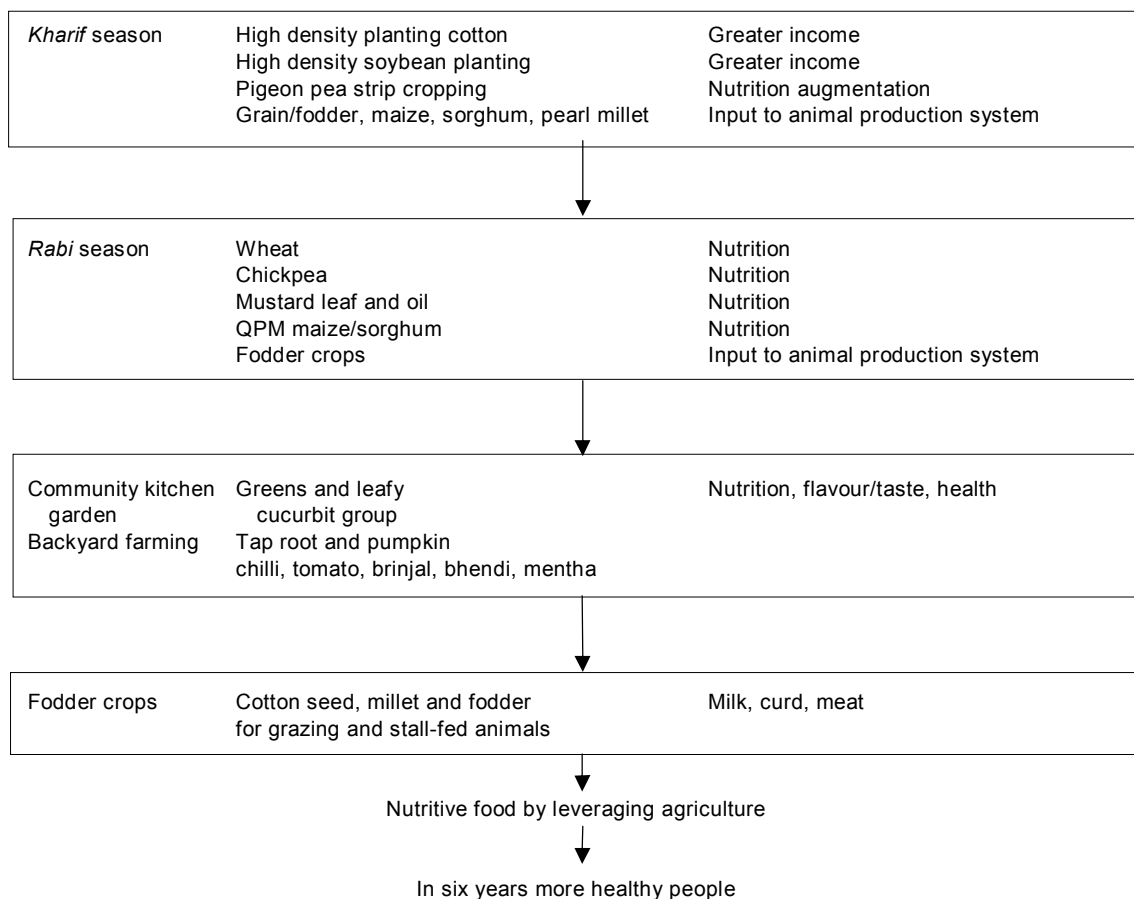 Kharif season High density planting cotton Greater income
High density soybean planting Greater income
Pigeon pea strip cropping Nutrition augmentation
Grain/fodder, maize, sorghum, pearl millet Input to animal production system
Rabi season Wheat Nutrition
Chickpea Nutrition
Mustard leaf and oil Nutrition
QPM maize/sorghum Nutrition
Fodder crops Input to animal production system
Community kitchen Greens and leafy Nutrition, flavour/taste, health
garden cucurbit group
Backyard farming Tap root and pumpkin
chilli, tomato, brinjal, bhendi, mentha
Fodder crops Cotton seed, millet and fodder Milk, curd, meat
for grazing and stall-fed animals
Nutritive food by leveraging agriculture
In six years more healthy people